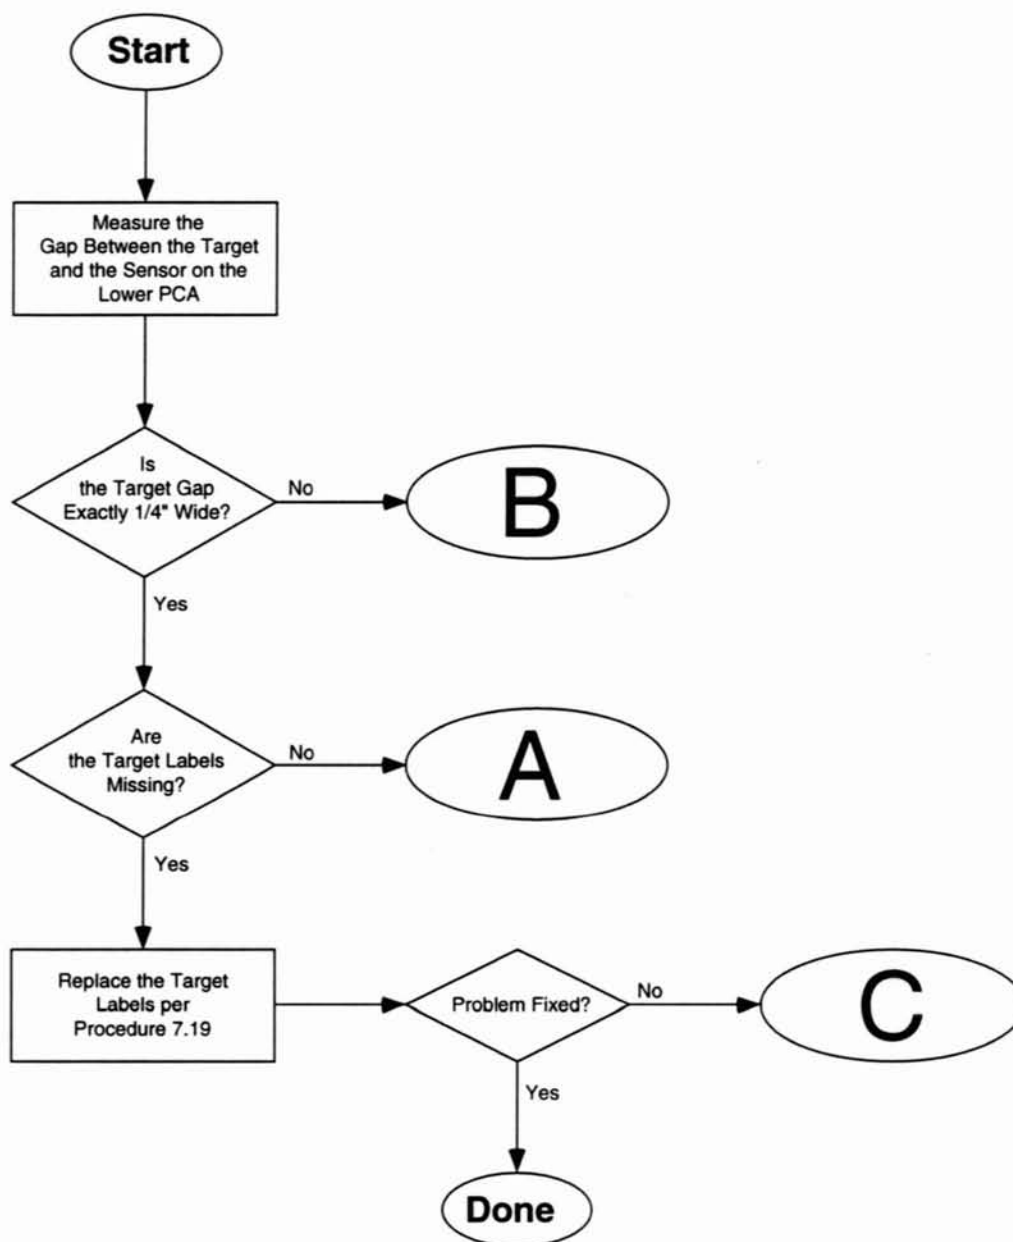 Start
Measure the
Gap Between the Target
and the Sensor on the
Lower PCA
Is
the Target Gap
Exactly 1/4" Wide?
No
B
Yes
Are
the Target Labels
Missing?
No
A
Yes
Replace the Target
Labels per
Procedure 7.19
Problem Fixed?
No
C
Yes
Done